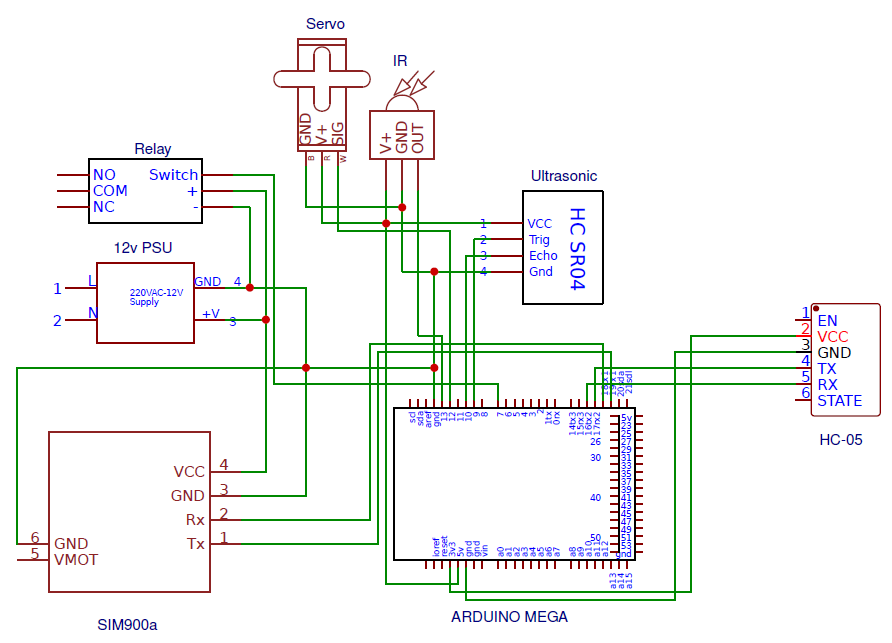 Servo
IR
GND
V+
SIG
B
R
W
V+
GND
OUT
Relay
NO
COM
NC
Switch
+
-
Ultrasonic
1
2
3
4
VCC
Trig
Echo
Gnd
HC SR04
12v PSU
1
2
L
N
220VAC-12V
Supply
GND
+V
4
3
1
2
3
4
5
6
EN
VCC
GND
TX
RX
STATE
HC-05
VCC
GND
Rx
Tx
4
3
2
1
6
5
GND
VMOT
SIM900a
scl
sda
aref
gnd
13
12
11
10
9
8
7
6
5
4
3
2
1tx
0rx
14tx3
15rx3
16tx2
17rx2
20sda
21sdl
5v
23
25
26
27
29
30
31
33
35
37
39
40
41
43
45
47
49
50
51
53
gnd
ioref
reset
3v3
5v
gnd
gnd
vin
a0
a1
a2
a3
a4
a5
a6
a7
a8
a9
a10
a11
a12
a13
a14
a15
ARDUINO MEGA